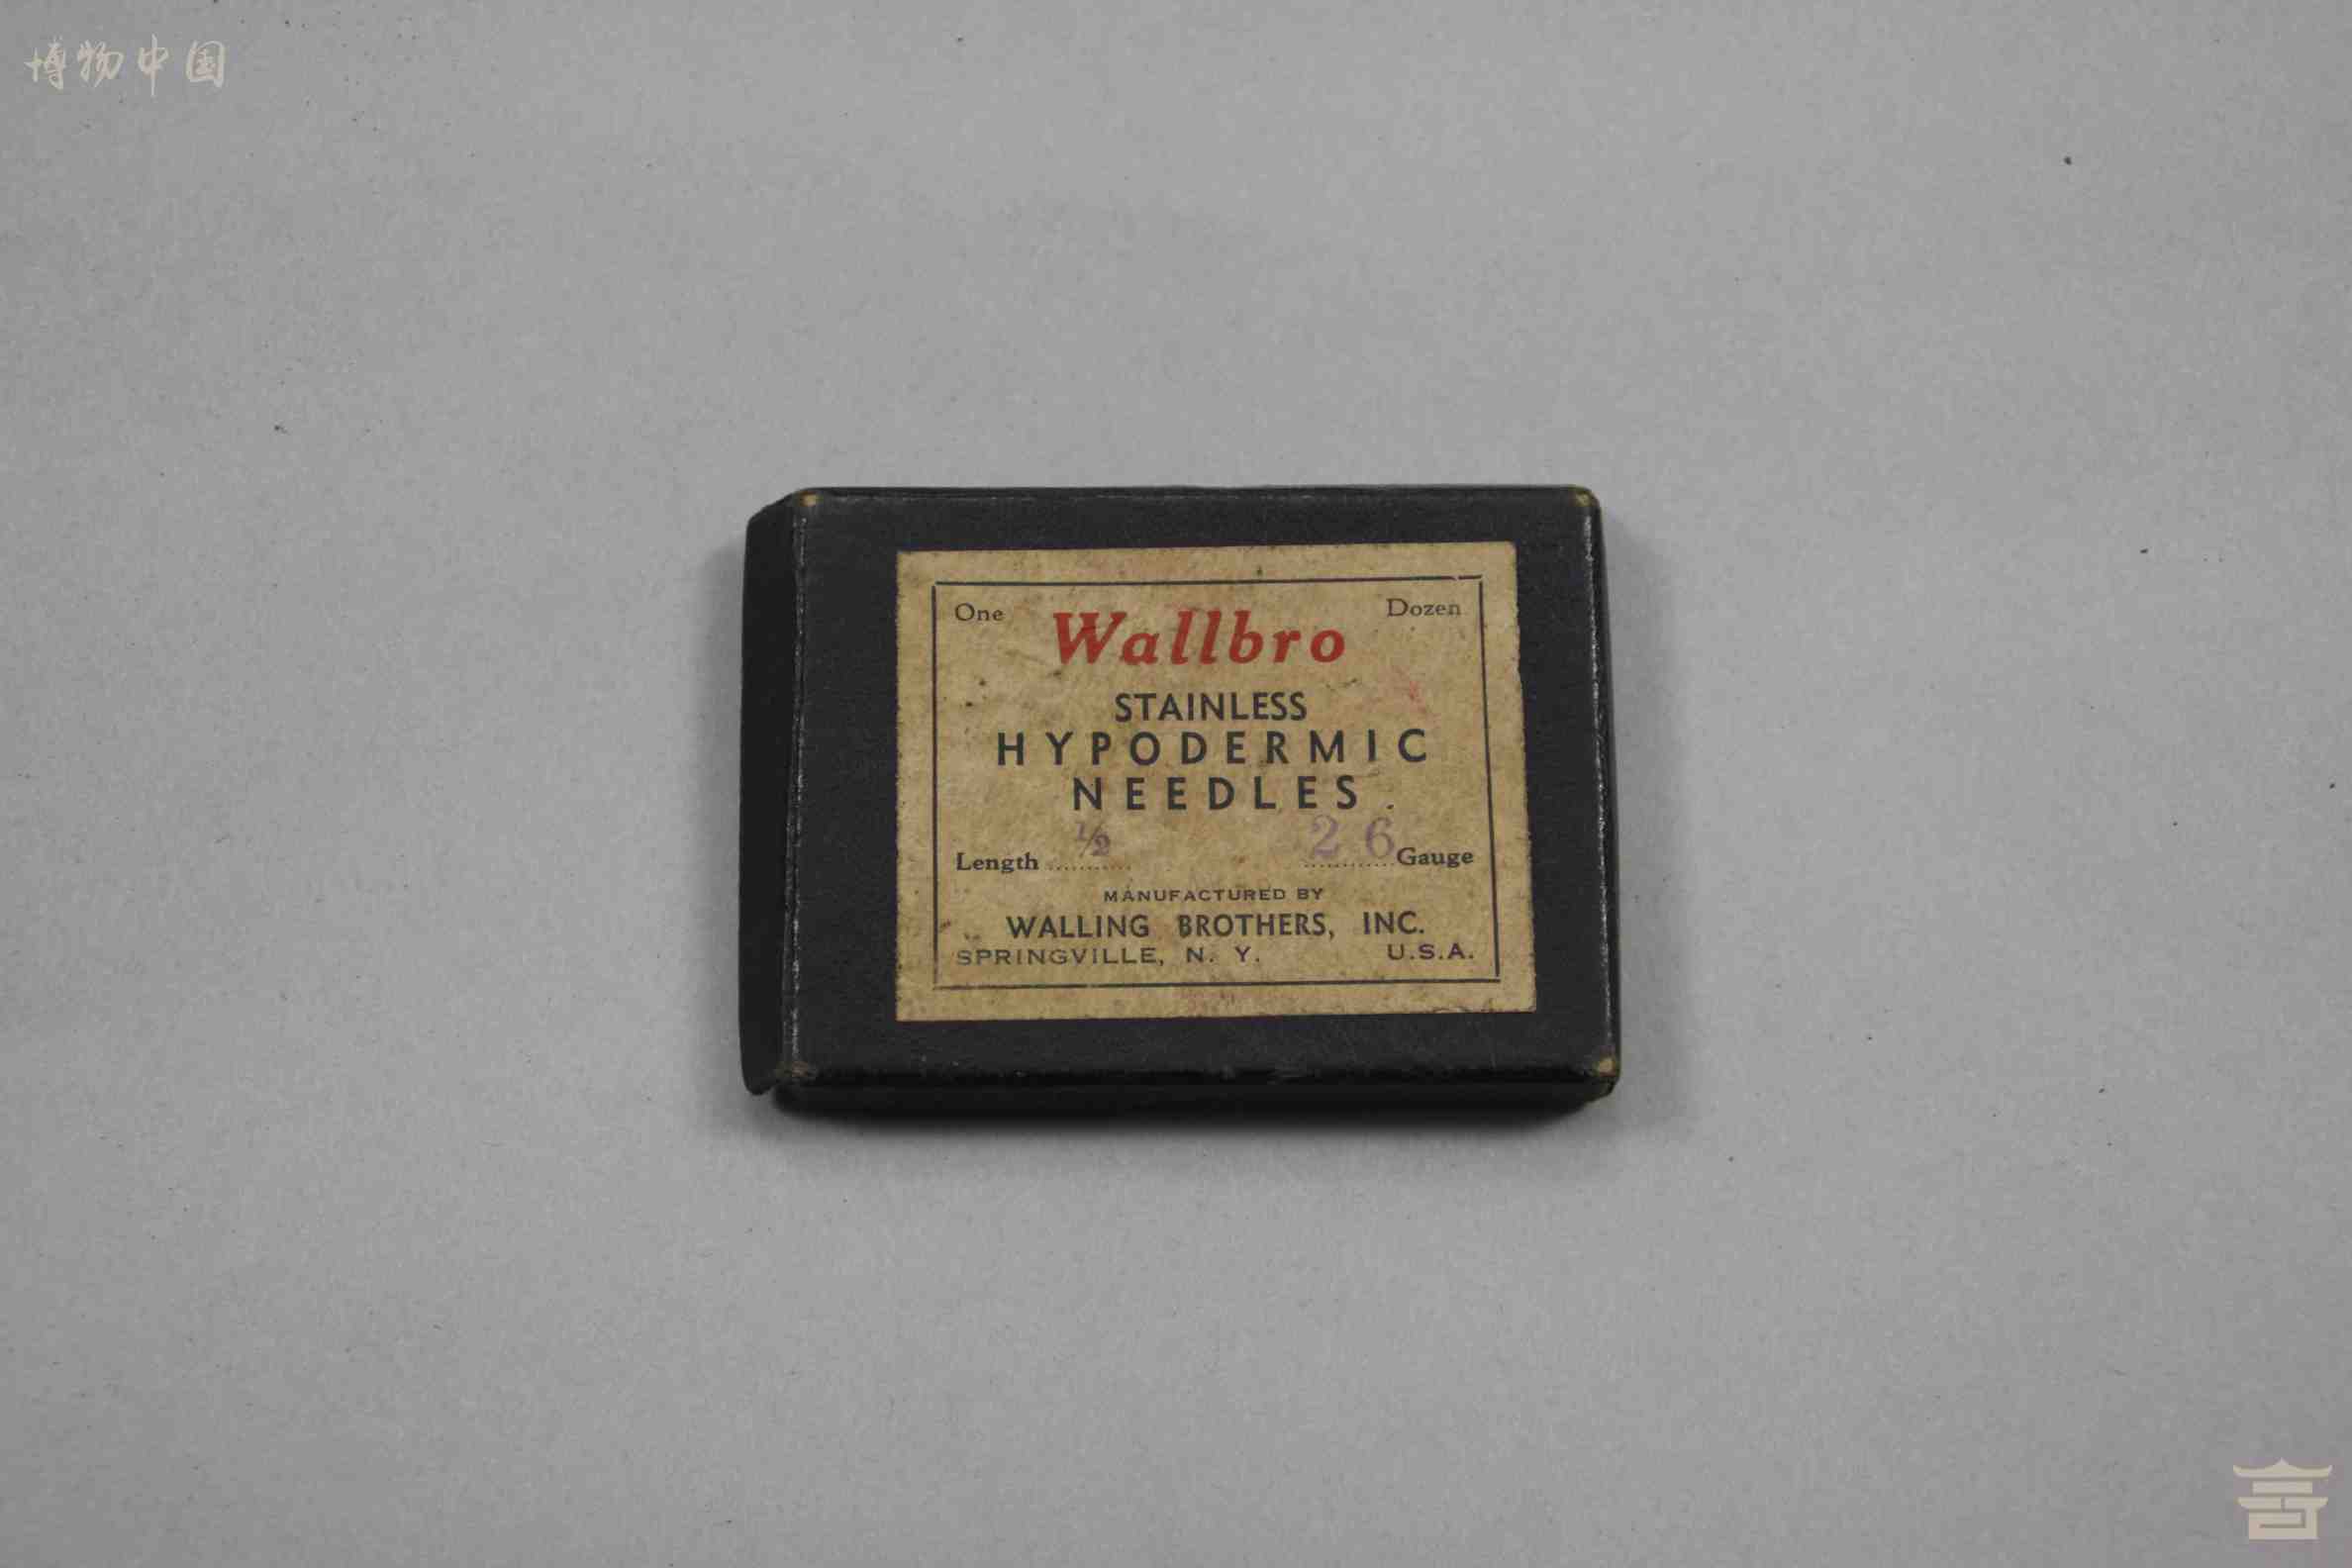 博物中国
One Dozen
Wallbro
STAINLESS
HYPODERMIC
NEEDLES
Length ½ 26 Gauge
MANUFACTURED BY
WALLING BROTHERS, INC.
SPRINGVILLE, N. Y. U.S.A.